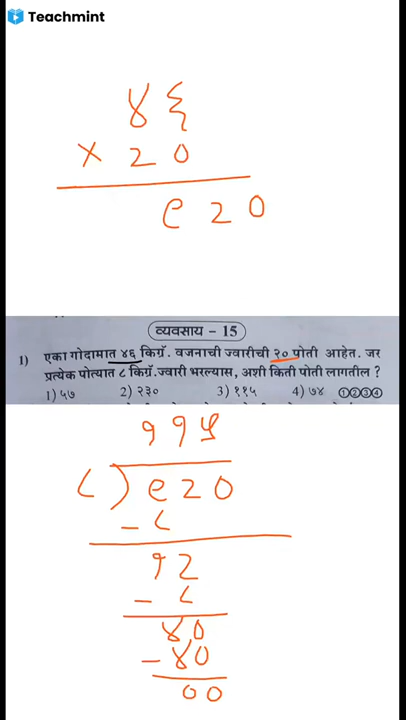 Teachmint
४६
× २०
९२०
व्यवसाय - 15
1) एका गोदामात ४६ किग्रॅ. वजनाची ज्वारीची २० पोती आहेत. जर
प्रत्येक पोत्यात ८ किग्रॅ.ज्वारी भरल्यास, अशी किती पोती लागतील ?
1) ५७ 2) २३० 3) ११५ 4) ७४ ①②③④
११५
८ ) ९२०
- ८
१२
- ८
४०
- ४०
००